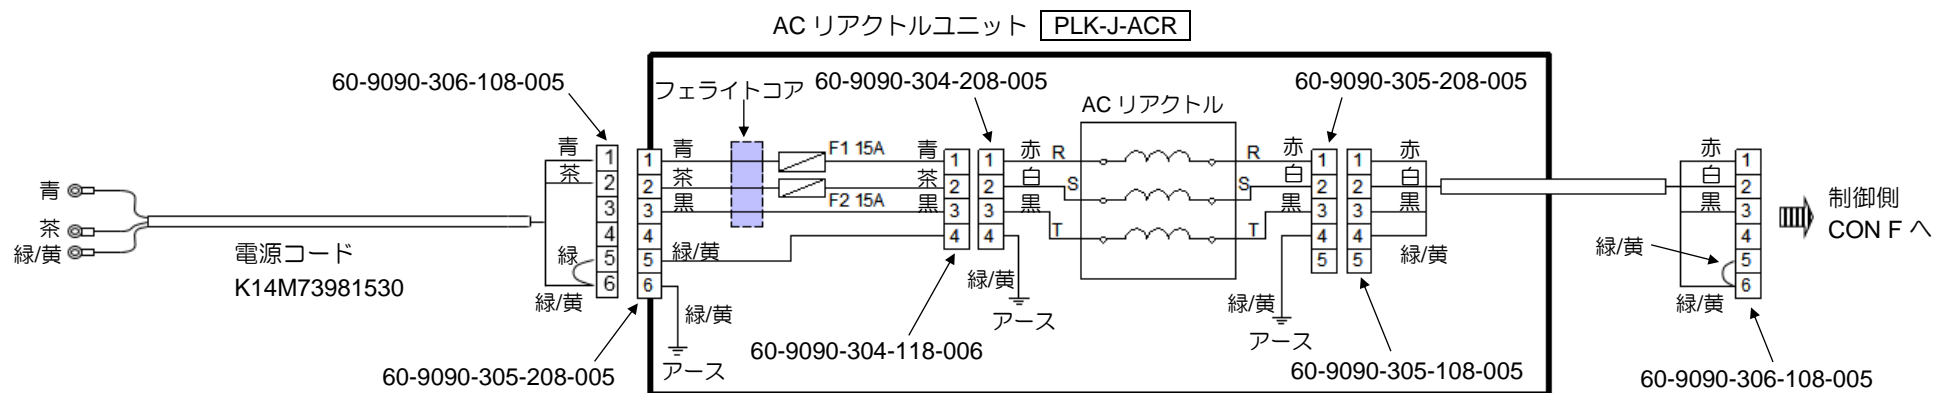 AC リアクトルユニット PLK-J-ACR
60-9090-306-108-005
フェライトコア
60-9090-304-208-005
AC リアクトル
60-9090-305-208-005
青
茶
緑/黄
電源コード
K14M73981530
青
茶
緑
緑/黄
1
2
3
4
5
6
1
2
3
4
5
6
青
茶
黒
緑/黄
緑/黄
アース
F1 15A
F2 15A
青
茶
黒
1
2
3
4
1
2
3
4
赤
白
黒
緑/黄
アース
R
S
T
R
S
T
赤
白
黒
緑/黄
アース
1
2
3
4
5
1
2
3
4
5
赤
白
黒
緑/黄
赤
白
黒
緑/黄
緑/黄
1
2
3
4
5
6
制御側
CON F へ
60-9090-305-208-005
60-9090-304-118-006
60-9090-305-108-005
60-9090-306-108-005